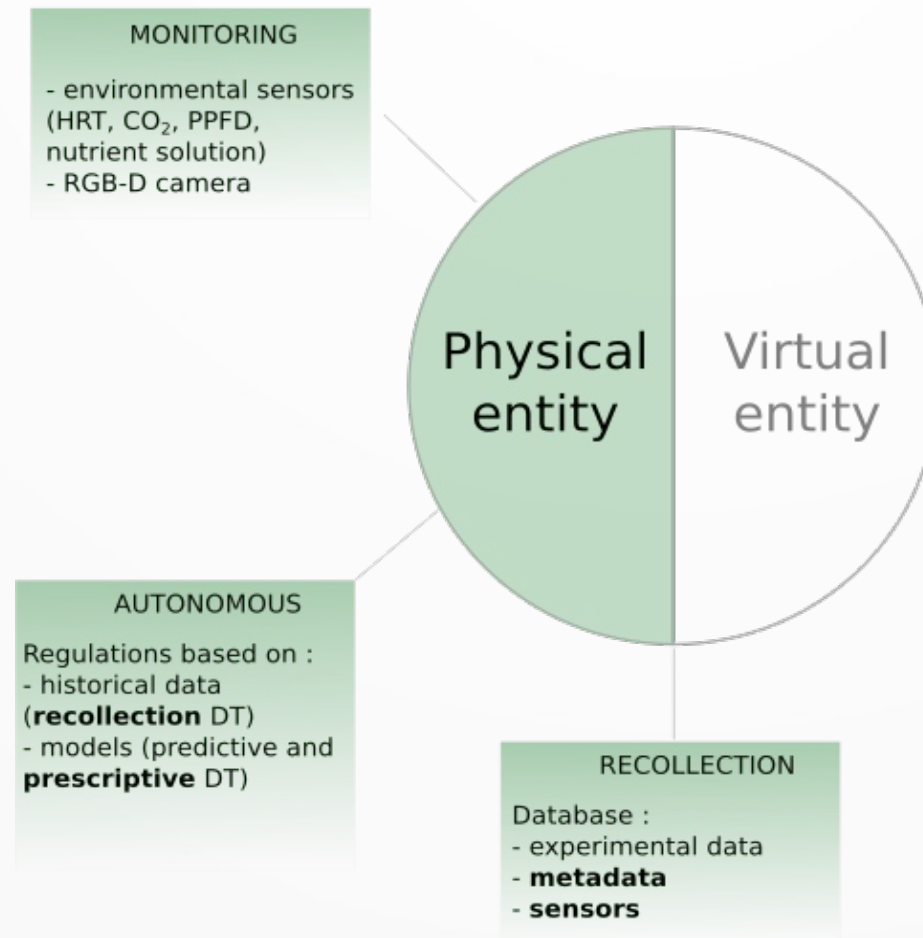 MONITORING
- environmental sensors
(HRT, CO₂, PPFD,
nutrient solution)
- RGB-D camera
Physical
entity
Virtual
entity
AUTONOMOUS
Regulations based on :
- historical data
(recollection DT)
- models (predictive and
prescriptive DT)
RECOLLECTION
Database :
- experimental data
- metadata
- sensors